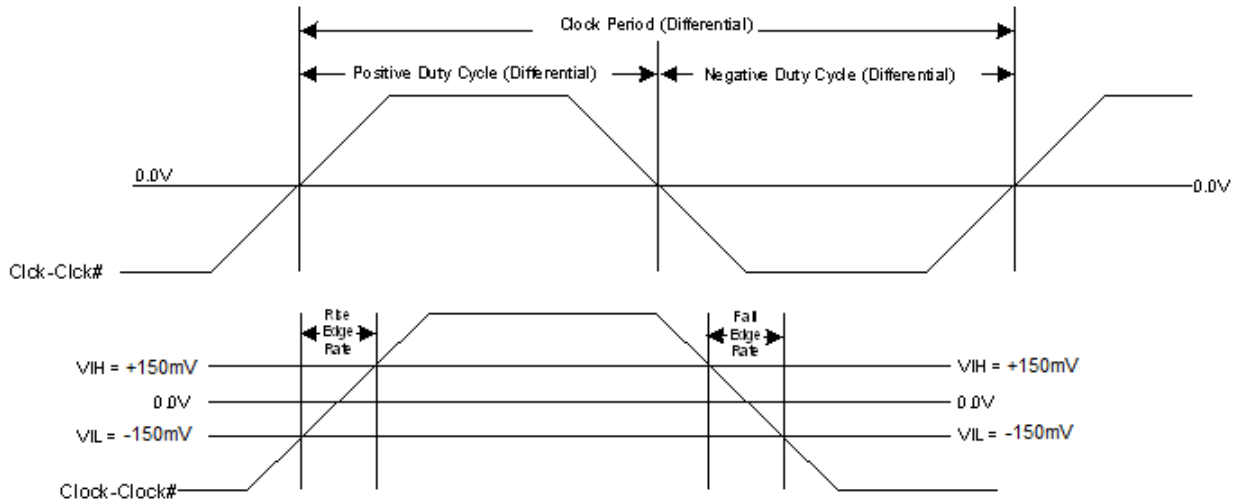 Clock Period (Differential)
Positive Duty Cycle (Differential)
Negative Duty Cycle (Differential)
0.0V
0.0V
Clck-Clck#
Rise
Edge
Rate
Fall
Edge
Rate
VIH = +150mV
VIH = +150mV
0.0V
0.0V
VIL = -150mV
VIL = -150mV
Clock-Clock#